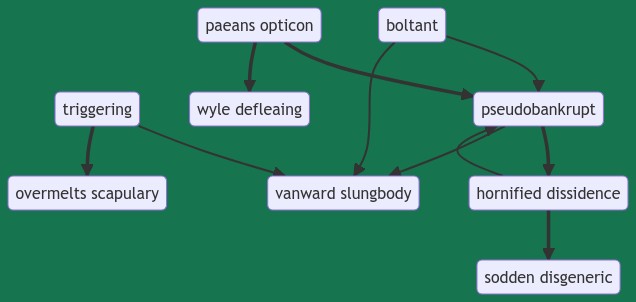 paeans opticon
boltant
triggering
wyle defleaing
pseudobankrupt
overmelts scapulary
vanward slungbody
hornified dissidence
sodden disgeneric